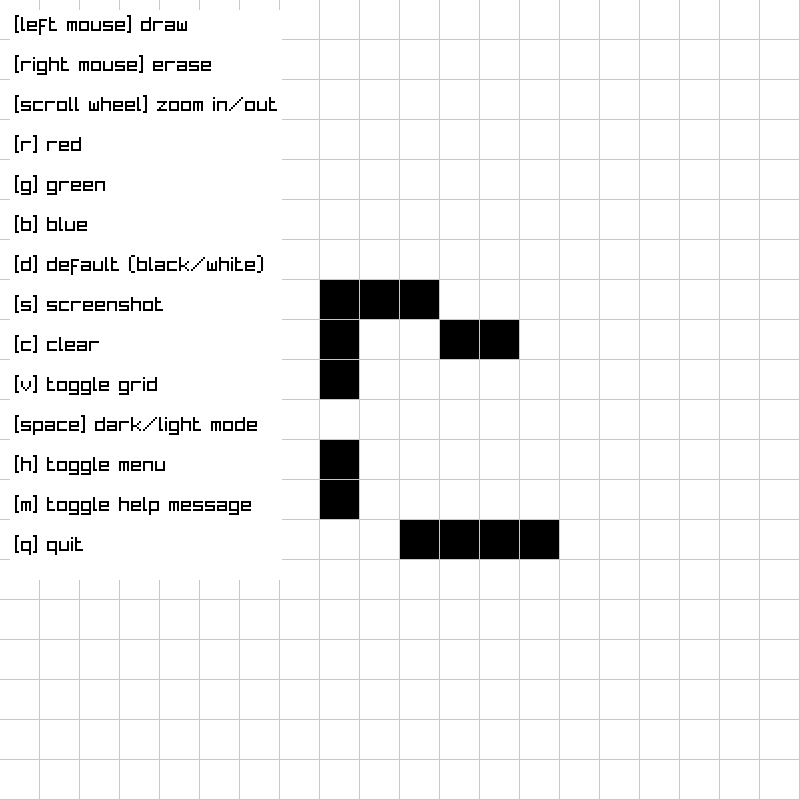 [left mouse] draw
[right mouse] erase
[scroll wheel] zoom in/out
[r] red
[g] green
[b] blue
[d] default (black/white)
[s] screenshot
[c] clear
[v] toggle grid
[space] dark/light mode
[h] toggle menu
[m] toggle help message
[q] quit